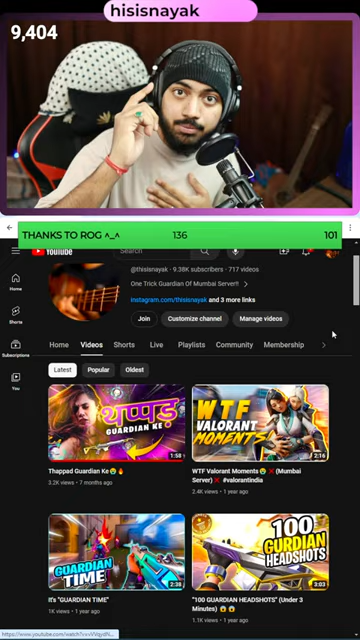 hisisnayak
9,404
THANKS TO ROG ^_^ 136 101
YouTube
Search
@thisisnayak · 9.38K subscribers · 717 videos
One Trick Guardian Of Mumbai Server!!
instagram.com/thisisnayak and 3 more links
Join Customize channel Manage videos
Home
Shorts
Subscriptions
You
Home Videos Shorts Live Playlists Community Membership
Latest Popular Oldest
थप्पड़
GUARDIAN KE
1:58
WTF
VALORANT
MOMENTS!
2:16
Thappad Guardian Ke😭🔥
3.2K views · 7 months ago
WTF Valorant Moments😭 ❌ (Mumbai
Server) ❌ #valorantindia
2.4K views · 1 year ago
GUARDIAN
TIME
2:38
100
GURDIAN
HEADSHOTS
3:03
It's "GUARDIAN TIME"
1K views · 1 year ago
"100 GUARDIAN HEADSHOTS" (Under 3
Minutes) 😱 😱
1.1K views · 1 year ago